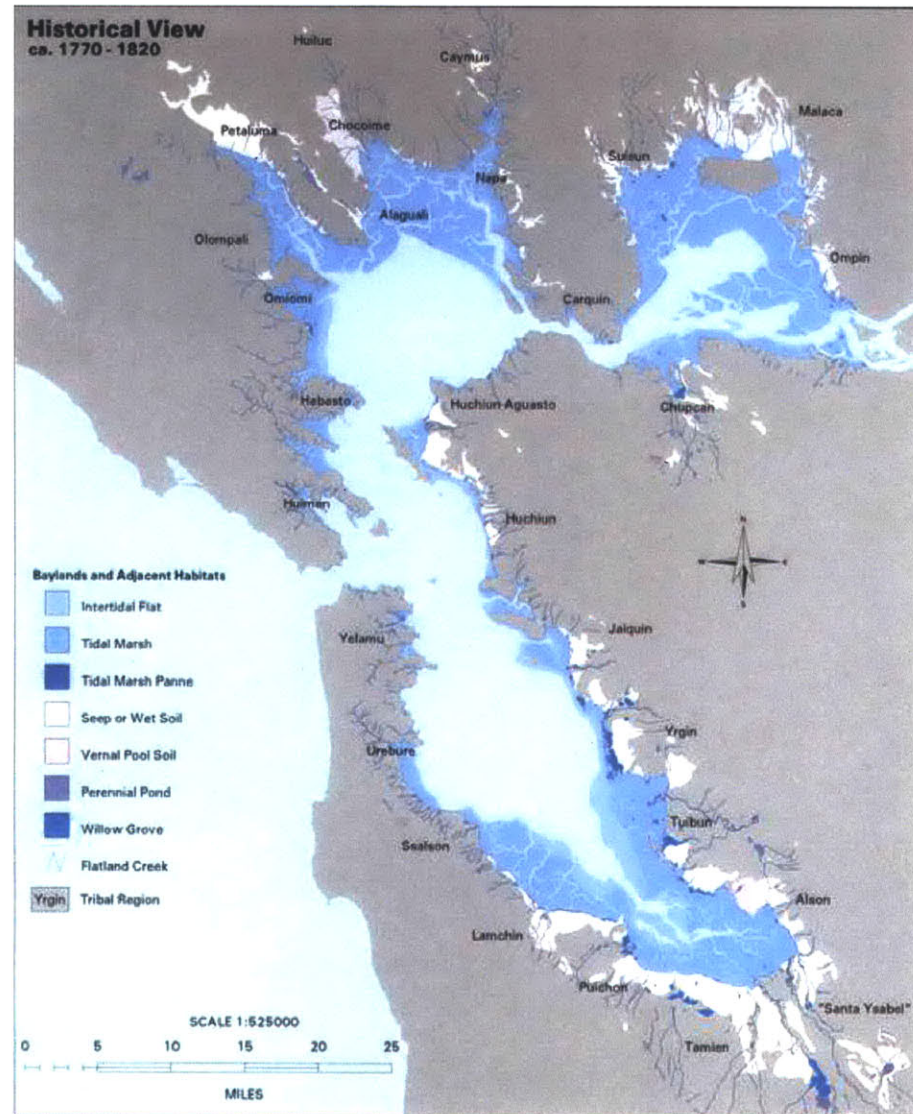 Historical View
ca. 1770 - 1820
Huiluc
Caymus
Malaca
Petaluma
Chocoime
Suisun
Napa
Alaguali
Olompali
Ompin
Omiomi
Carquin
Habasto
Huchiun-Aguasto
Chupcan
Huimen
Huchiun
N
W
E
S
Baylands and Adjacent Habitats
Intertidal Flat
Tidal Marsh
Tidal Marsh Panne
Seep or Wet Soil
Vernal Pool Soil
Perennial Pond
Willow Grove
Flatland Creek
Yrgin Tribal Region
Yelamu
Jalquin
Yrgin
Urebure
Tuibun
Ssalson
Alson
Lamchin
Puichon
"Santa Ysabel"
Tamien
SCALE 1:525000
0 5 10 15 20 25
MILES